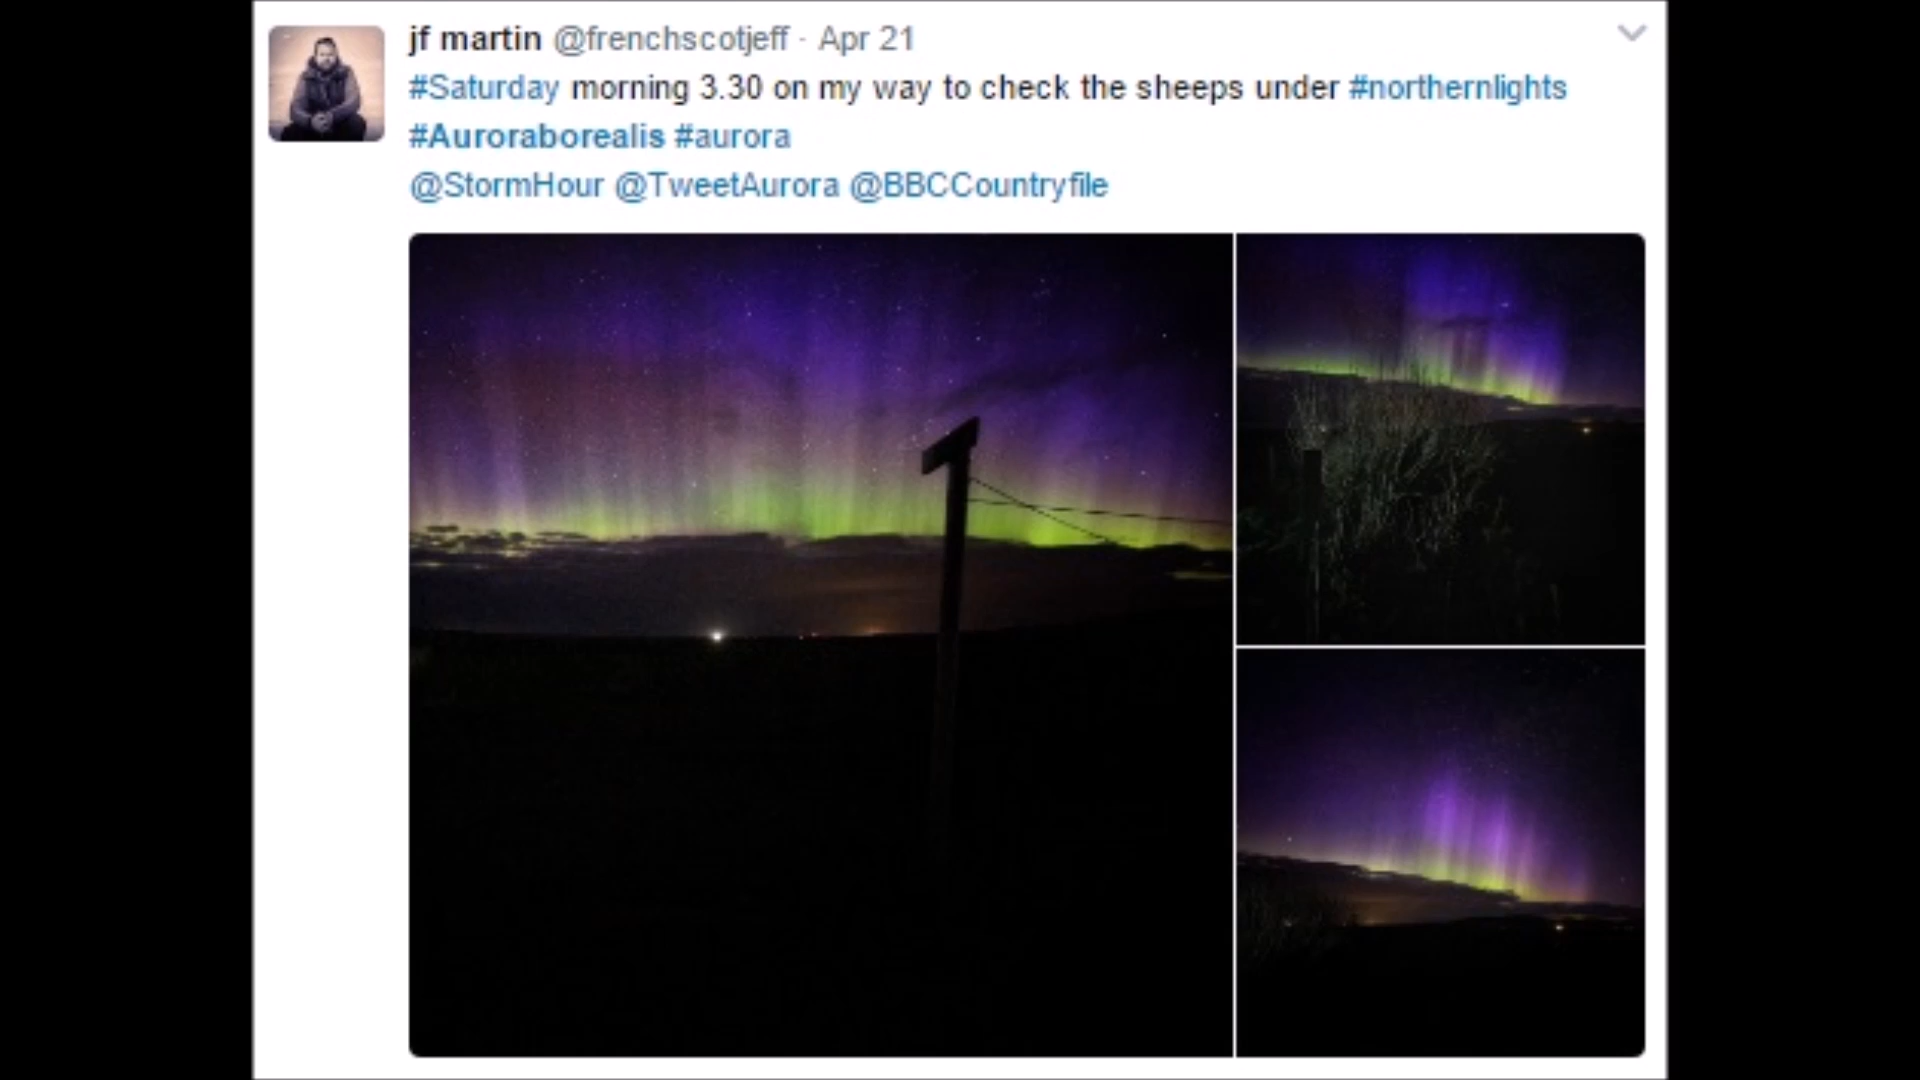 jf martin @frenchscotjeff · Apr 21
#Saturday morning 3.30 on my way to check the sheeps under #northernlights
#Auroraborealis #aurora
@StormHour @TweetAurora @BBCCountryfile